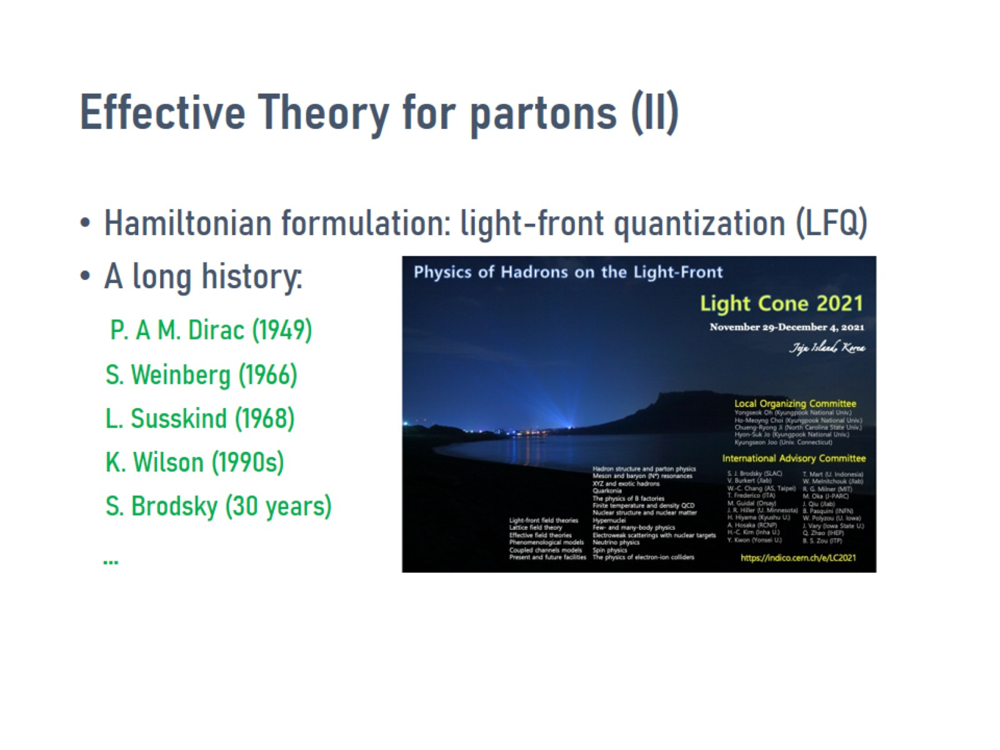 Effective Theory for partons (II)
• Hamiltonian formulation: light-front quantization (LFQ)
• A long history:
P. A M. Dirac (1949)
S. Weinberg (1966)
L. Susskind (1968)
K. Wilson (1990s)
S. Brodsky (30 years)
...
Physics of Hadrons on the Light-Front
Light Cone 2021
November 29-December 4, 2021
Jeju Island, Korea
Local Organizing Committee
Yongseok Oh (Kyungpook National Univ.)
Ho-Meoyng Choi (Kyungpook National Univ.)
Chueng-Ryong Ji (North Carolina State Univ.)
Hyon-Suk Jo (Kyungpook National Univ.)
Kyungseon Joo (Univ. Connecticut)
International Advisory Committee
S. J. Brodsky (SLAC)
V. Burkert (Jlab)
W.-C. Chang (AS, Taipei)
T. Frederico (ITA)
M. Guidal (Orsay)
J. R. Hiller (U. Minnesota)
H. Hiyama (Kyushu U.)
A. Hosaka (RCNP)
H.-C. Kim (Inha U.)
Y. Kwon (Yonsei U.)
T. Mart (U. Indonesia)
W. Melnitchouk (Jlab)
R. G. Milner (MIT)
M. Oka (J-PARC)
J. Qiu (Jlab)
B. Pasquini (INFN)
W. Polyzou (U. Iowa)
J. Vary (Iowa State U.)
Q. Zhao (IHEP)
B. S. Zou (ITP)
Light-front field theories
Lattice field theory
Effective field theories
Phenomenological models
Coupled channels models
Present and future facilities
Hadron structure and parton physics
Meson and baryon (N*) resonances
XYZ and exotic hadrons
Quarkonia
The physics of B factories
Finite temperature and density QCD
Nuclear structure and nuclear matter
Hypernuclei
Few- and many-body physics
Electroweak scatterings with nuclear targets
Neutrino physics
Spin physics
The physics of electron-ion colliders
https://indico.cern.ch/e/LC2021